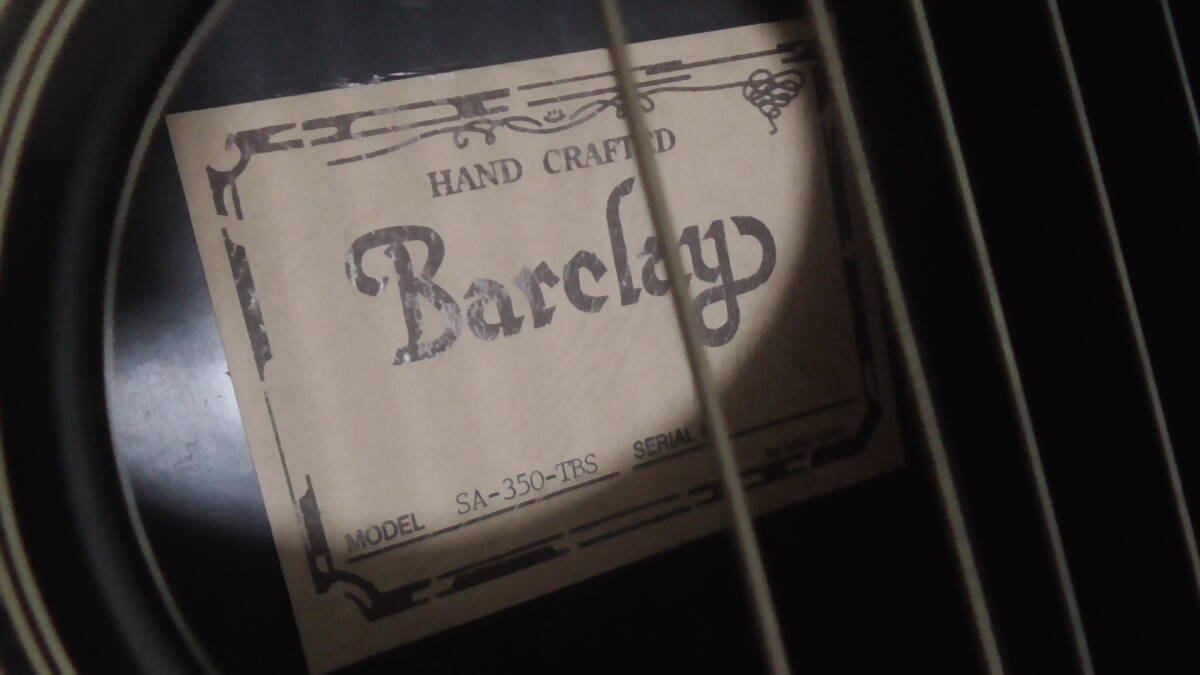 HAND CRAFTED
Barclay
MODEL SA-350-TBS SERIAL